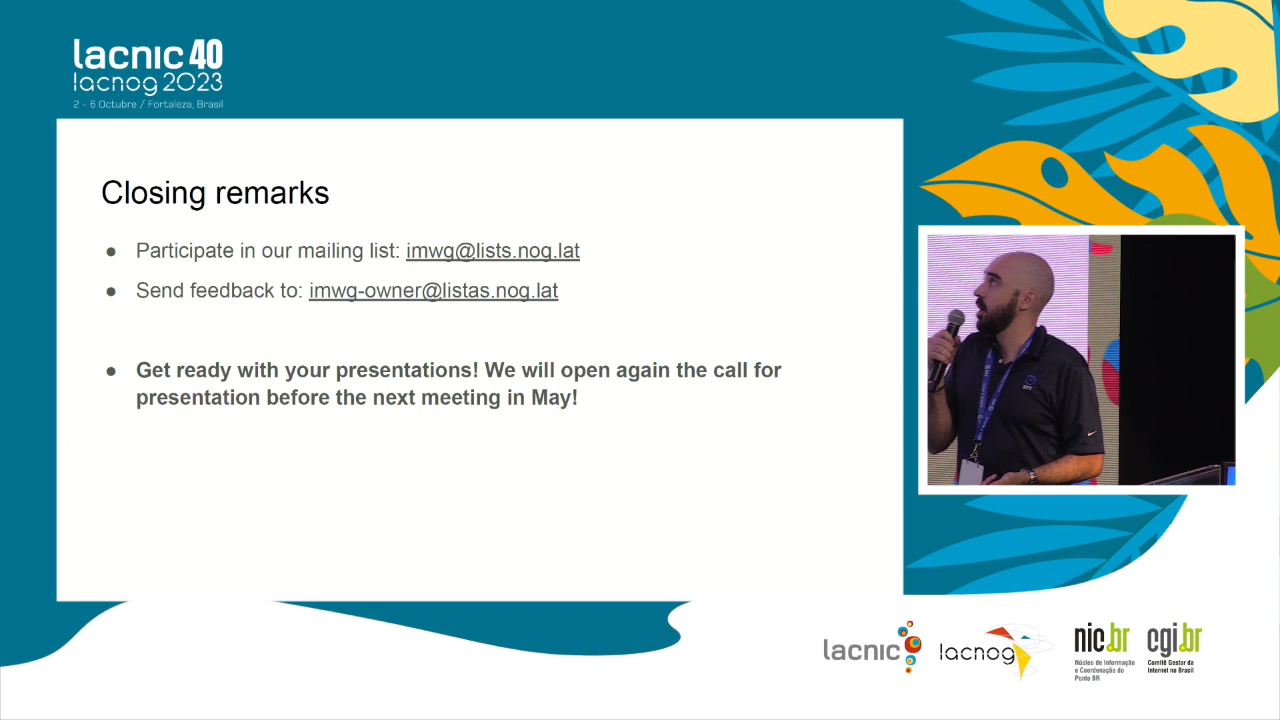 lacnic 40
lacnog 2023
2 - 6 Octubre / Fortaleza, Brasil
Closing remarks
● Participate in our mailing list: imwg@lists.nog.lat
● Send feedback to: imwg-owner@listas.nog.lat
● Get ready with your presentations! We will open again the call for
presentation before the next meeting in May!
lacnic
lacnog
nic.br
Núcleo de Informação
e Coordenação do
Ponto BR
cgi.br
Comitê Gestor da
Internet no Brasil